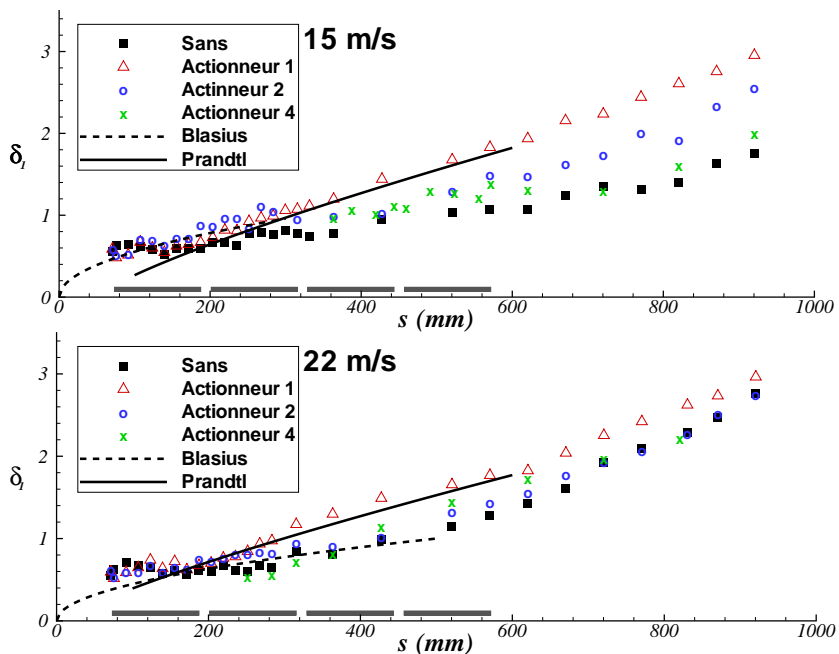 15 m/s
Sans
Actionneur 1
Actinneur 2
Actionneur 4
Blasius
Prandtl
δ1
3
2
1
0
0 200 400 600 800 1000
s (mm)
22 m/s
Sans
Actionneur 1
Actionneur 2
Actionneur 4
Blasius
Prandtl
δ1
3
2
1
0
0 200 400 600 800 1000
s (mm)